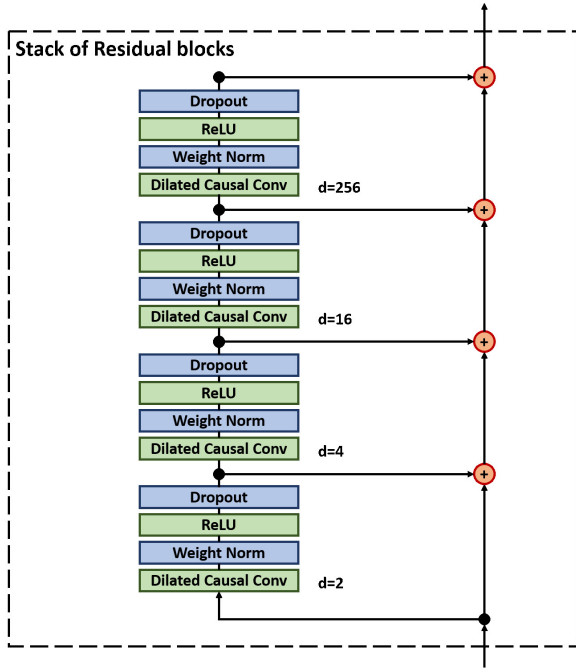 Stack of Residual blocks
+
Dropout
ReLU
Weight Norm
Dilated Causal Conv d=256
+
Dropout
ReLU
Weight Norm
Dilated Causal Conv d=16
+
Dropout
ReLU
Weight Norm
Dilated Causal Conv d=4
+
Dropout
ReLU
Weight Norm
Dilated Causal Conv d=2